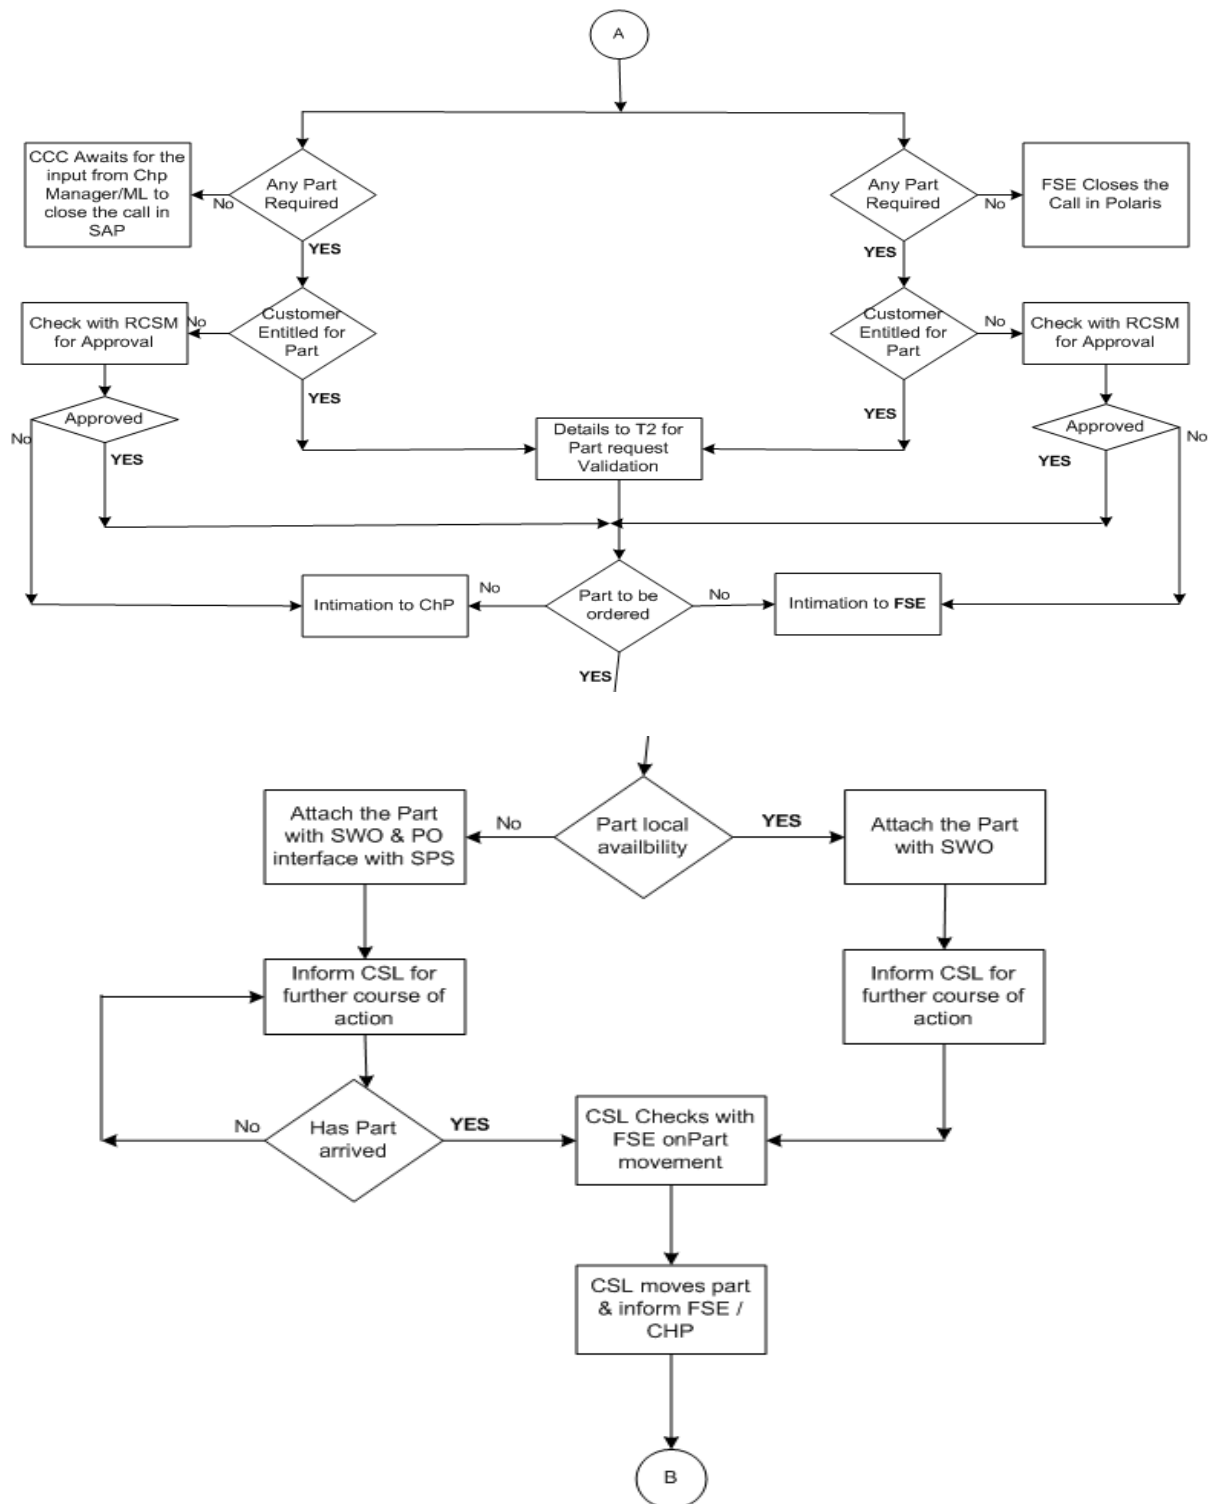 A
CCC Awaits for the
input from Chp
Manager/ML to
close the call in
SAP
No
Any Part
Required
YES
Any Part
Required
No
YES
FSE Closes the
Call in Polaris
Check with RCSM
for Approval
No
Customer
Entitled for
Part
YES
Customer
Entitled for
Part
No
YES
Check with RCSM
for Approval
Approved
No
YES
Details to T2 for
Part request
Validation
Approved
No
YES
Intimation to ChP
No
Part to be
ordered
No
Intimation to FSE
YES
Attach the Part
with SWO & PO
interface with SPS
No
Part local
availbility
YES
Attach the Part
with SWO
Inform CSL for
further course of
action
Inform CSL for
further course of
action
No
Has Part
arrived
YES
CSL Checks with
FSE onPart
movement
CSL moves part
& inform FSE /
CHP
B